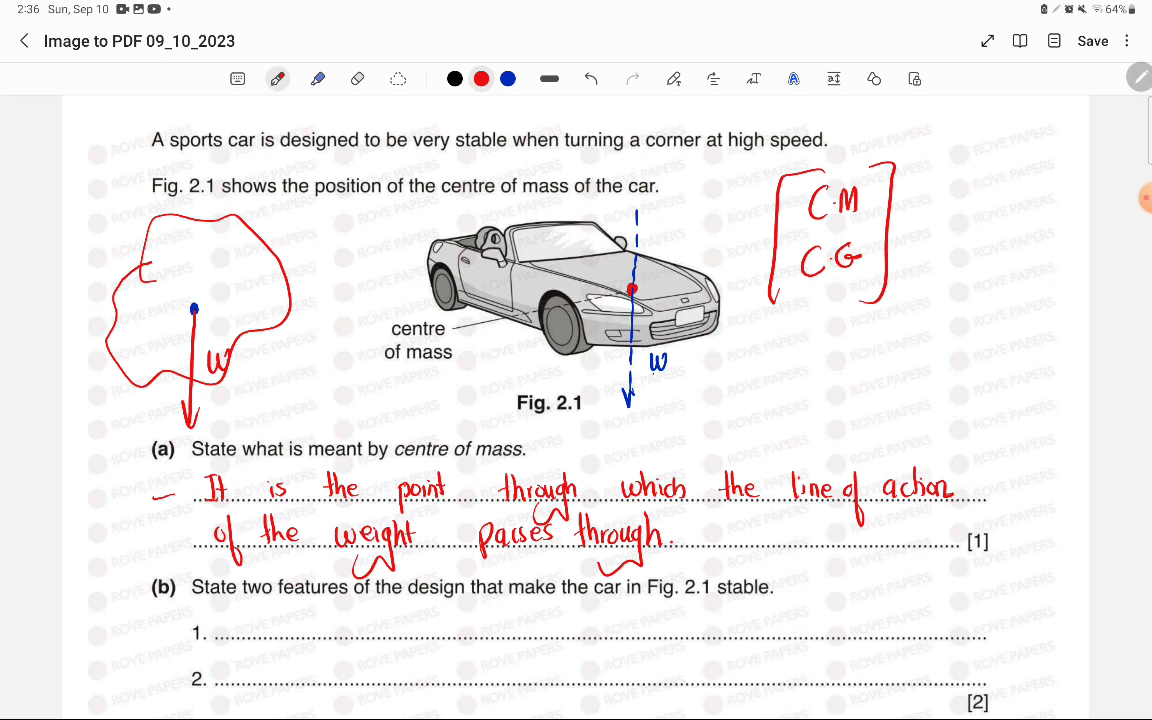 2:36 Sun, Sep 10
64%
Image to PDF 09_10_2023
Save
A sports car is designed to be very stable when turning a corner at high speed.
Fig. 2.1 shows the position of the centre of mass of the car.
C.M
C.G
W
centre
of mass
W
Fig. 2.1
(a) State what is meant by centre of mass.
– It is the point through which the line of action
of the weight passes through.
[1]
(b) State two features of the design that make the car in Fig. 2.1 stable.
1.
2.
[2]
ROVE PAPERS